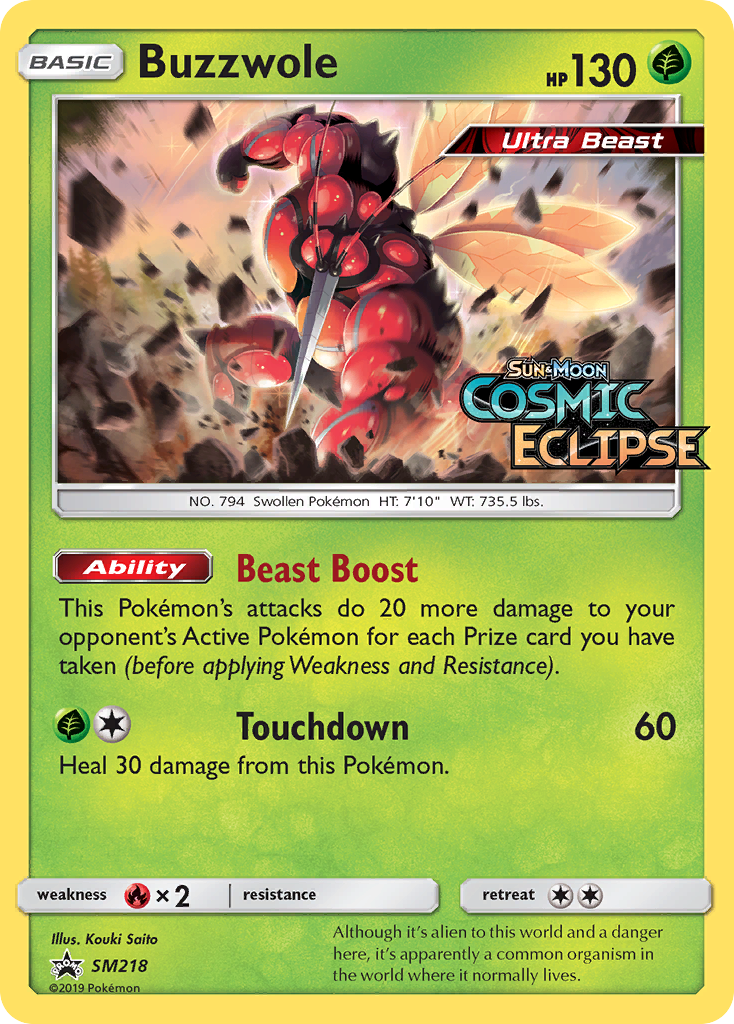 BASIC Buzzwole HP 130
Ultra Beast
SUN & MOON
COSMIC
ECLIPSE
NO. 794 Swollen Pokémon HT: 7'10" WT: 735.5 lbs.
Ability Beast Boost
This Pokémon's attacks do 20 more damage to your
opponent's Active Pokémon for each Prize card you have
taken (before applying Weakness and Resistance).
Touchdown 60
Heal 30 damage from this Pokémon.
weakness ×2 resistance retreat
Illus. Kouki Saito
PROMO SM218
©2019 Pokémon
Although it's alien to this world and a danger
here, it's apparently a common organism in
the world where it normally lives.